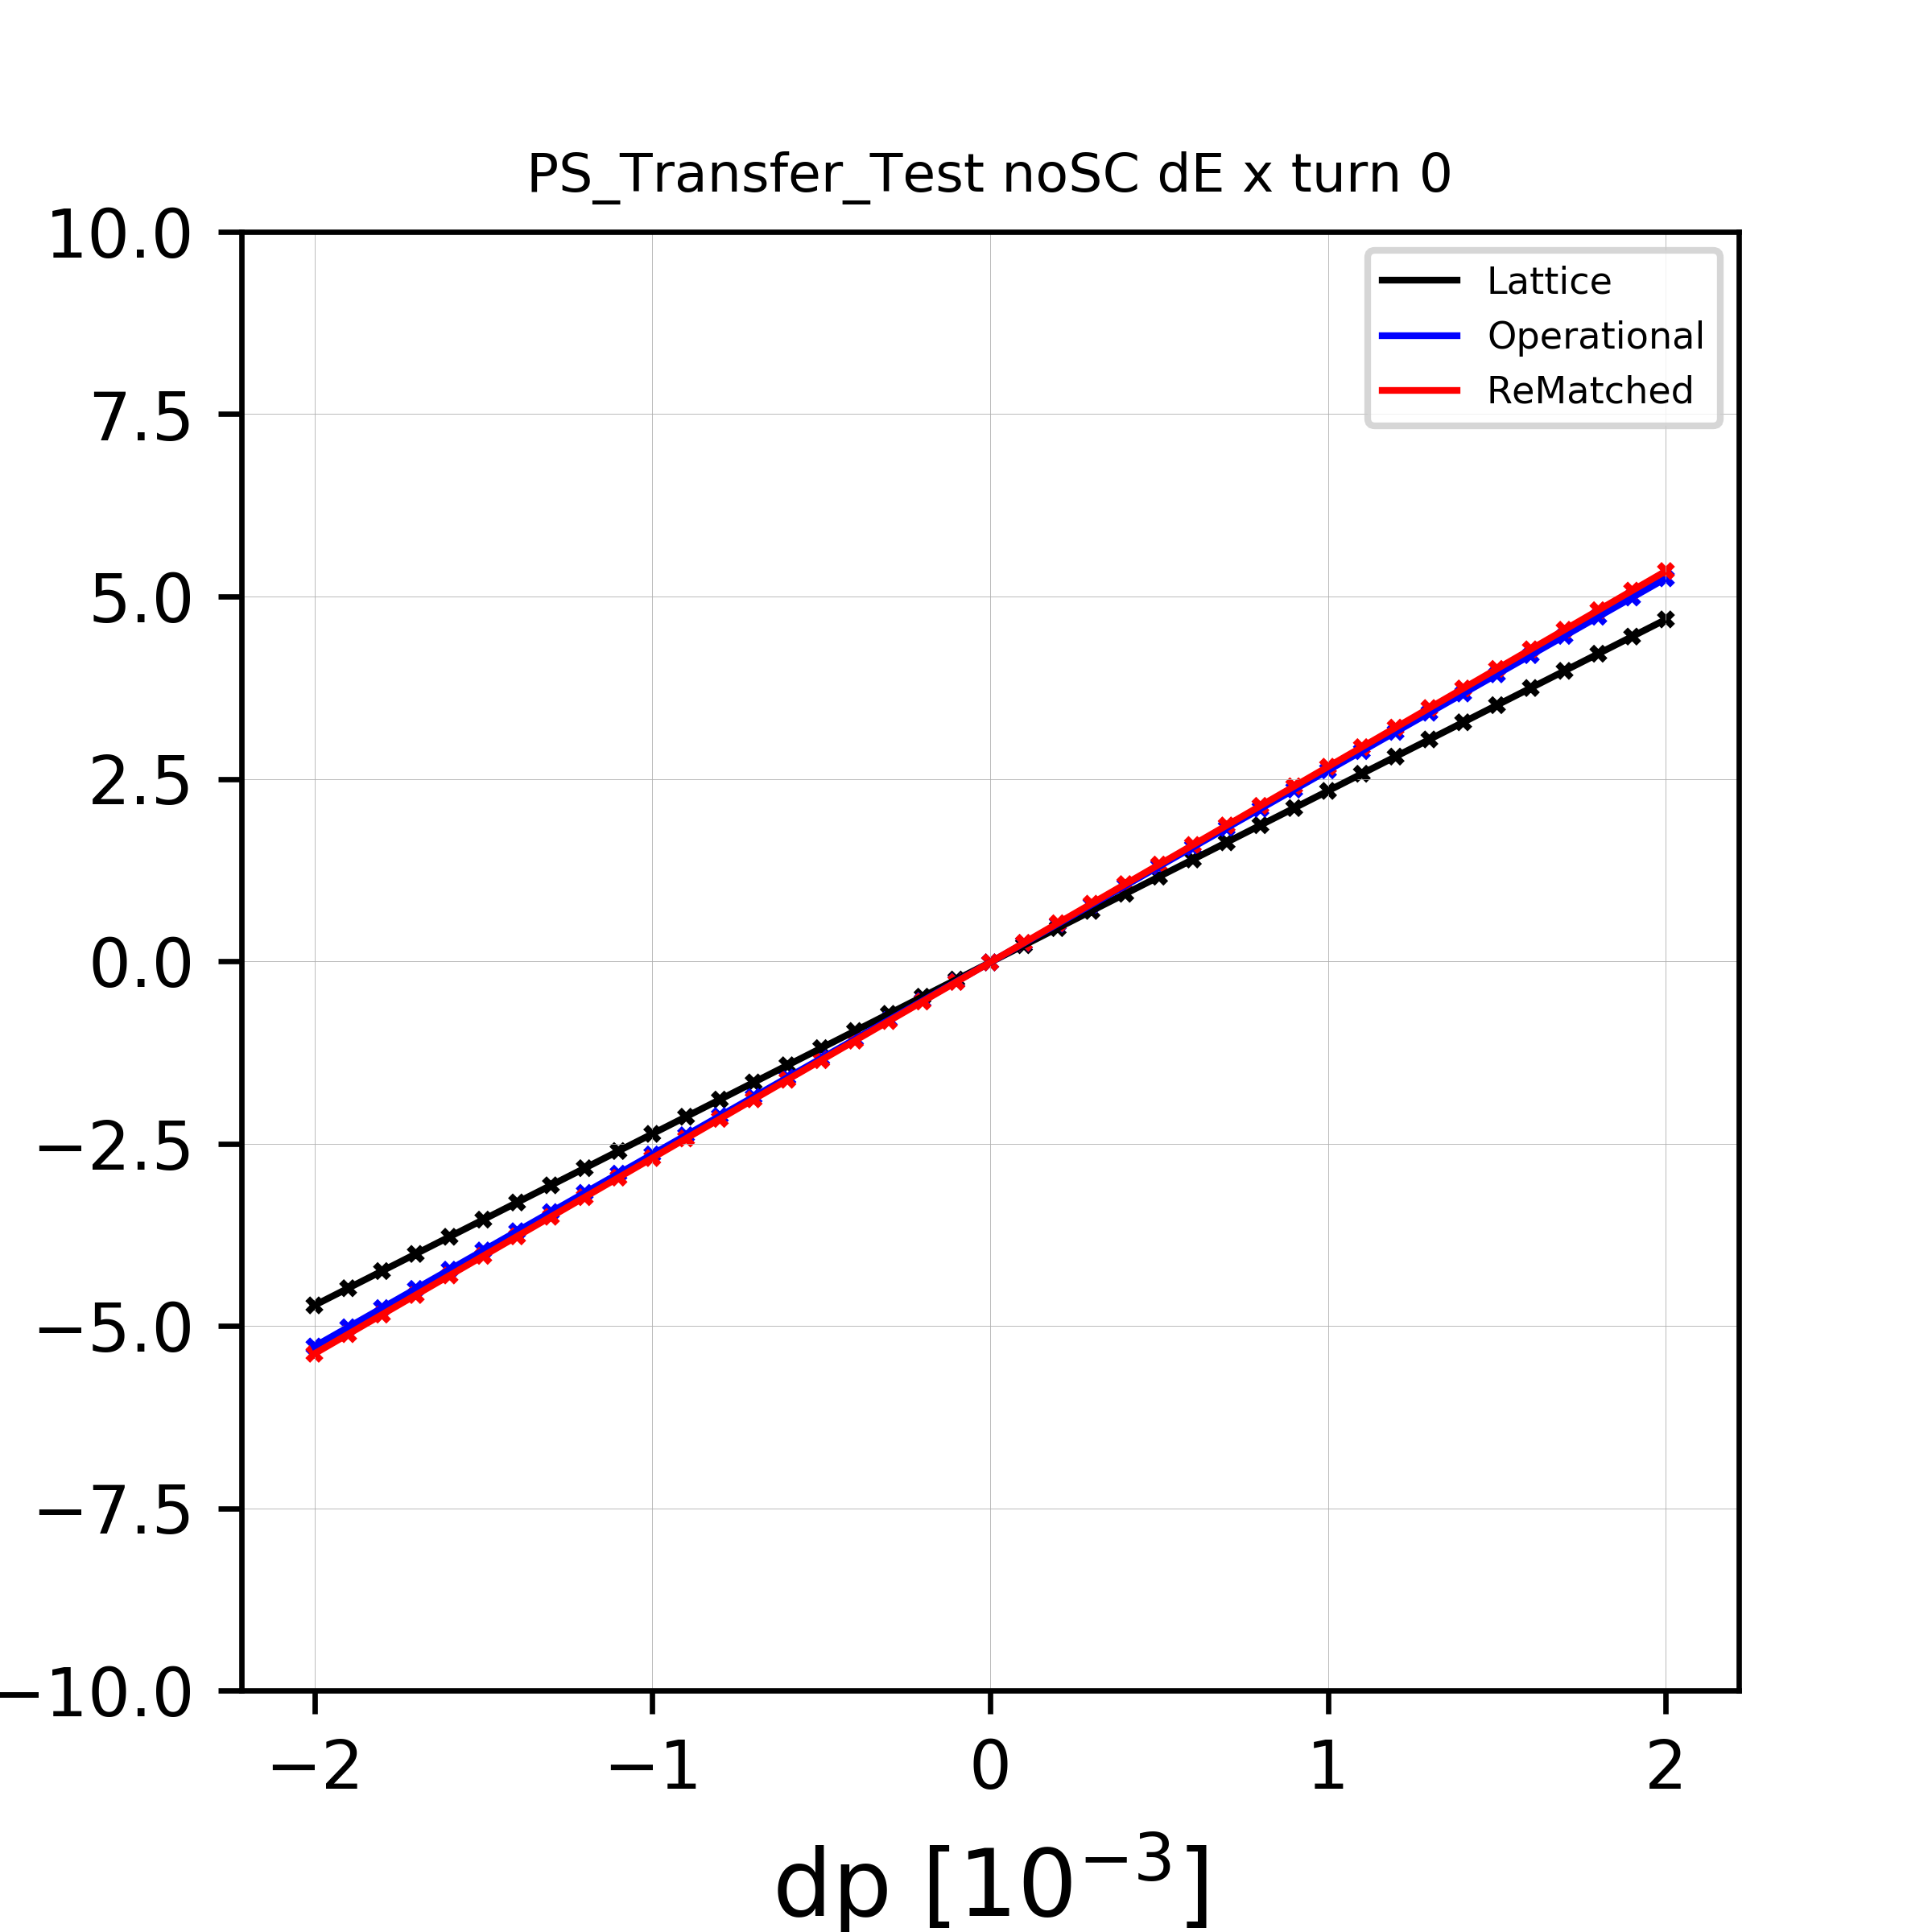 PS_Transfer_Test noSC dE x turn 0
10.0
7.5
5.0
2.5
0.0
−2.5
−5.0
−7.5
−10.0
Lattice
Operational
ReMatched
−2 −1 0 1 2
dp [10⁻³]